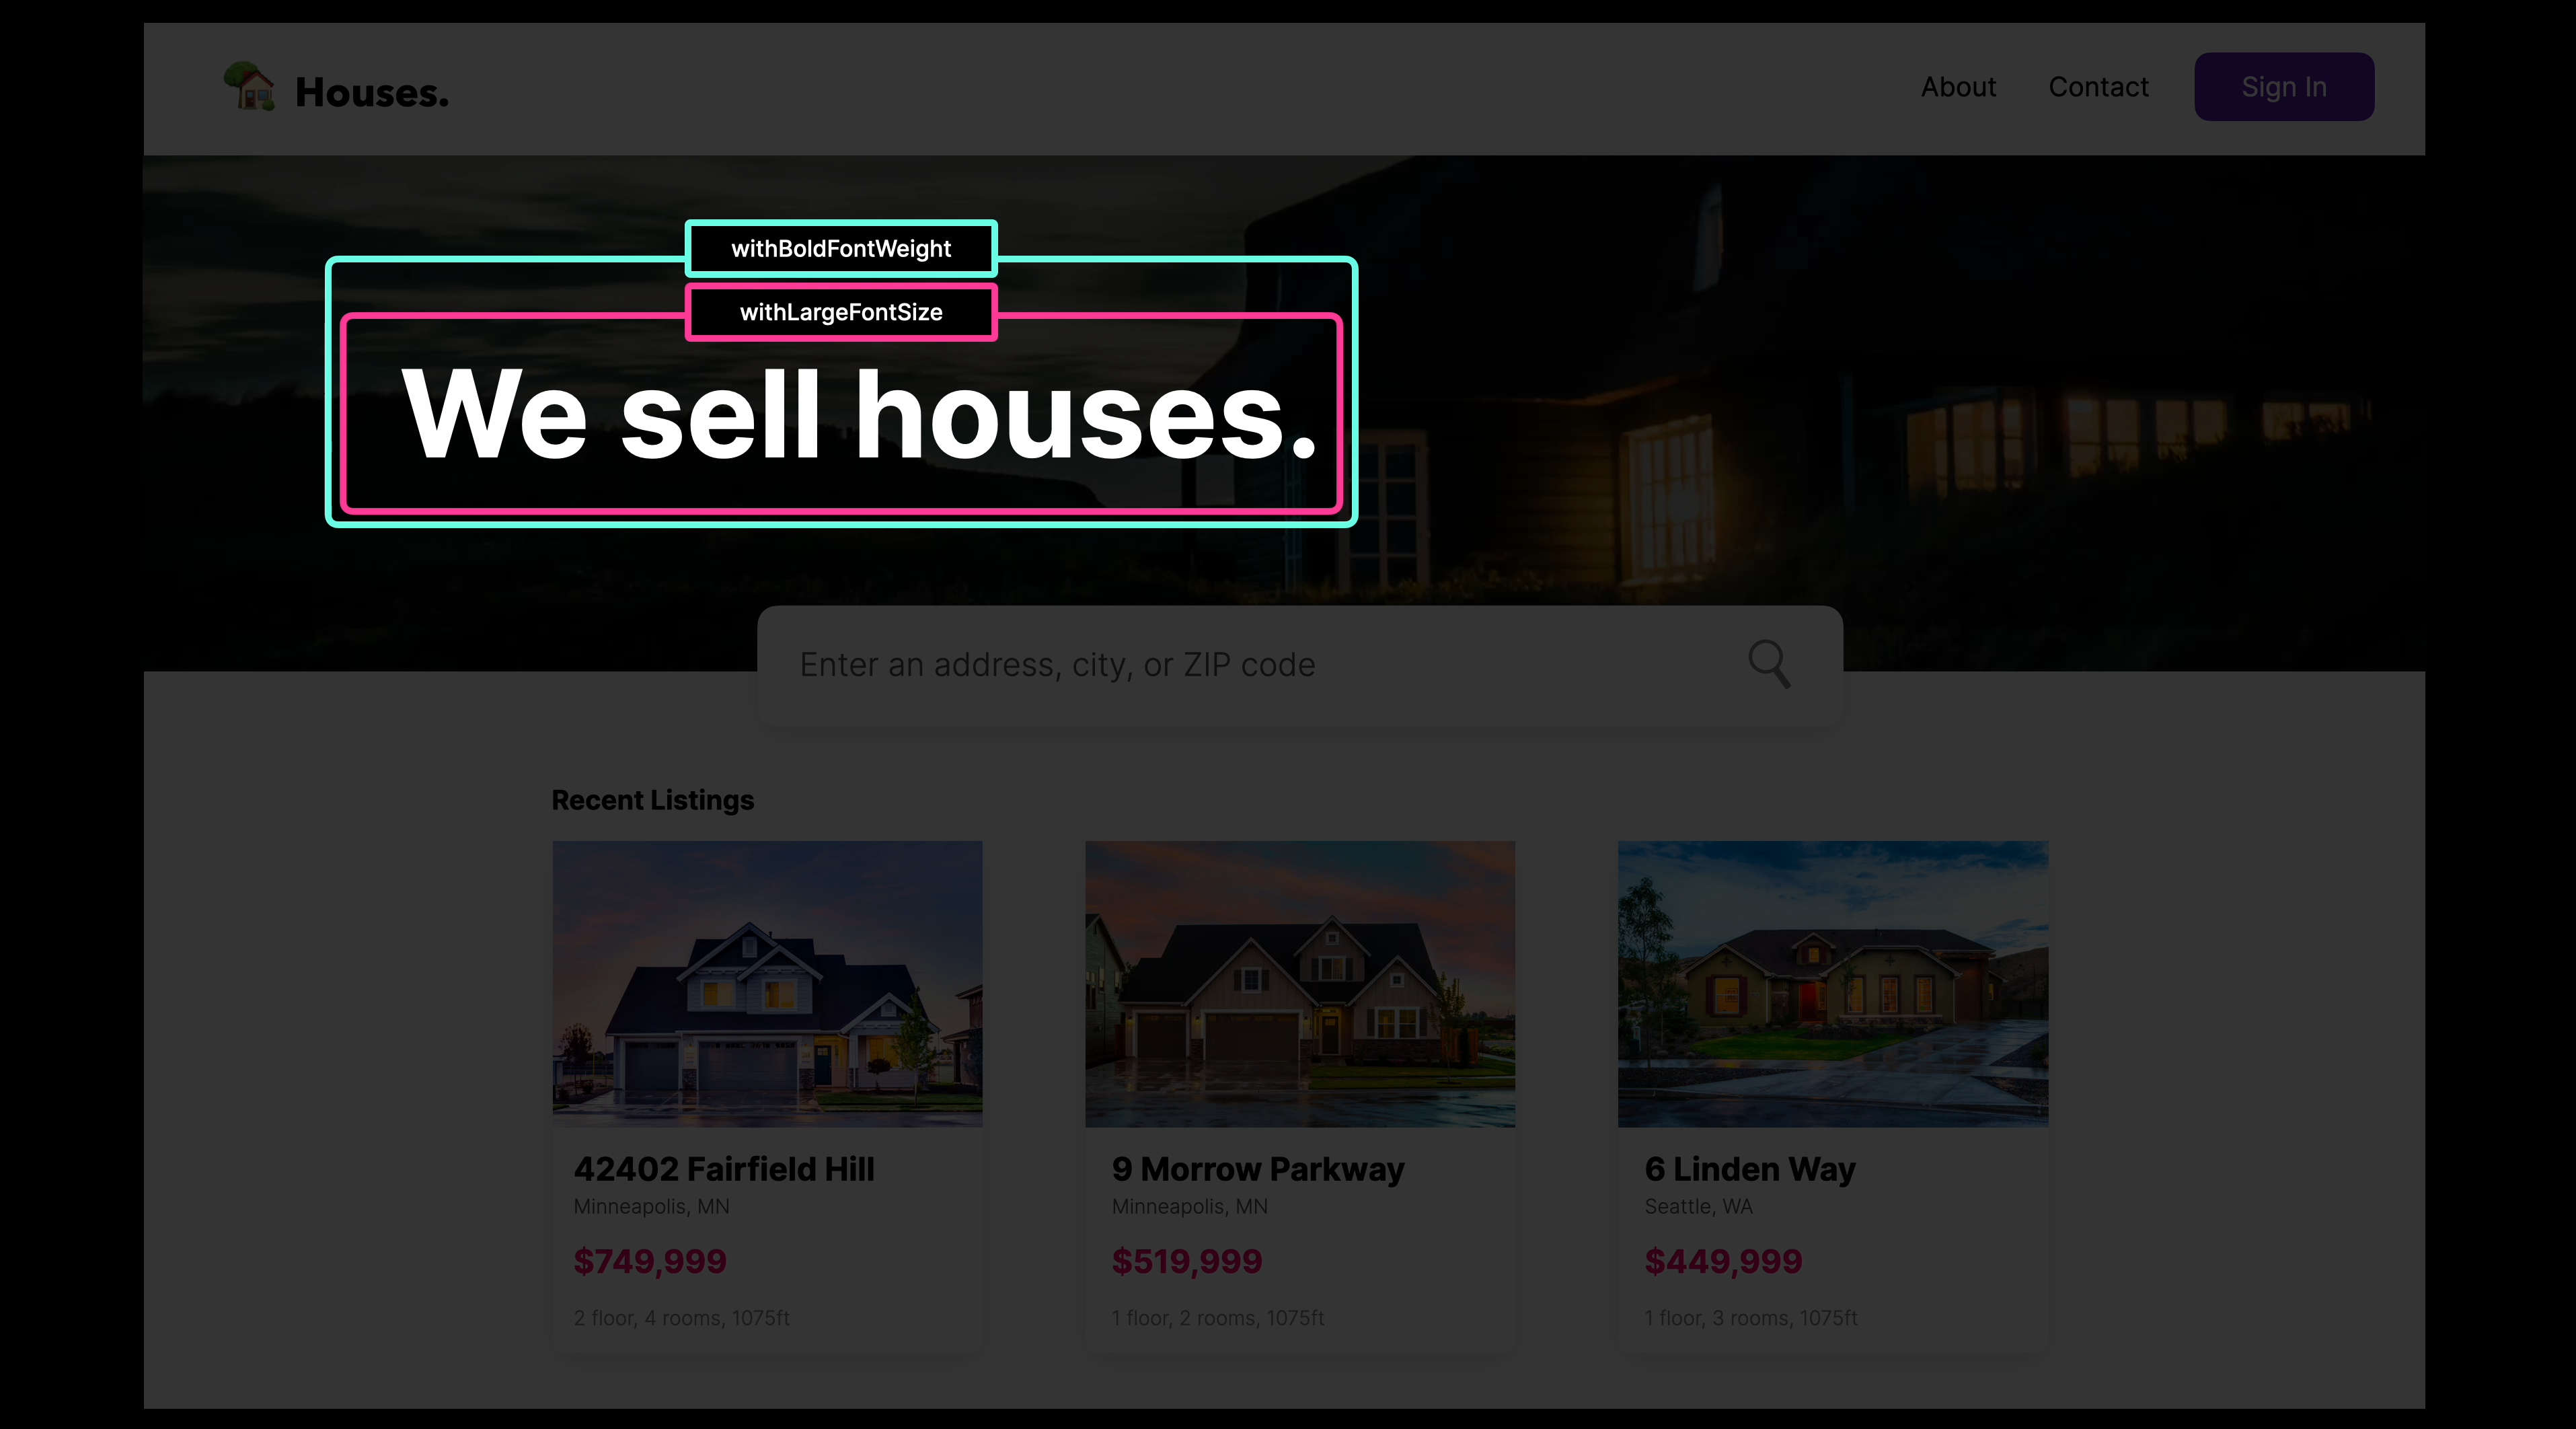 Houses.
About
Contact
Sign In
withBoldFontWeight
withLargeFontSize
We sell houses.
Enter an address, city, or ZIP code
Recent Listings
42402 Fairfield Hill
Minneapolis, MN
$749,999
2 floor, 4 rooms, 1075ft
9 Morrow Parkway
Minneapolis, MN
$519,999
1 floor, 2 rooms, 1075ft
6 Linden Way
Seattle, WA
$449,999
1 floor, 3 rooms, 1075ft